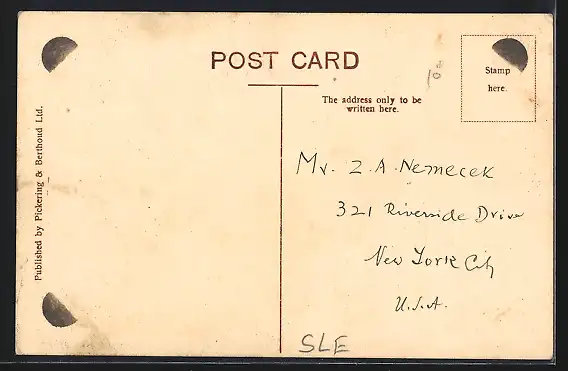 POST CARD
Stamp
here.
The address only to be
written here.
Published by Pickering & Berthoud Ltd.
Mr. Z. A. Nemecek
321 Riverside Drive
New York City
U.S.A.
SLE